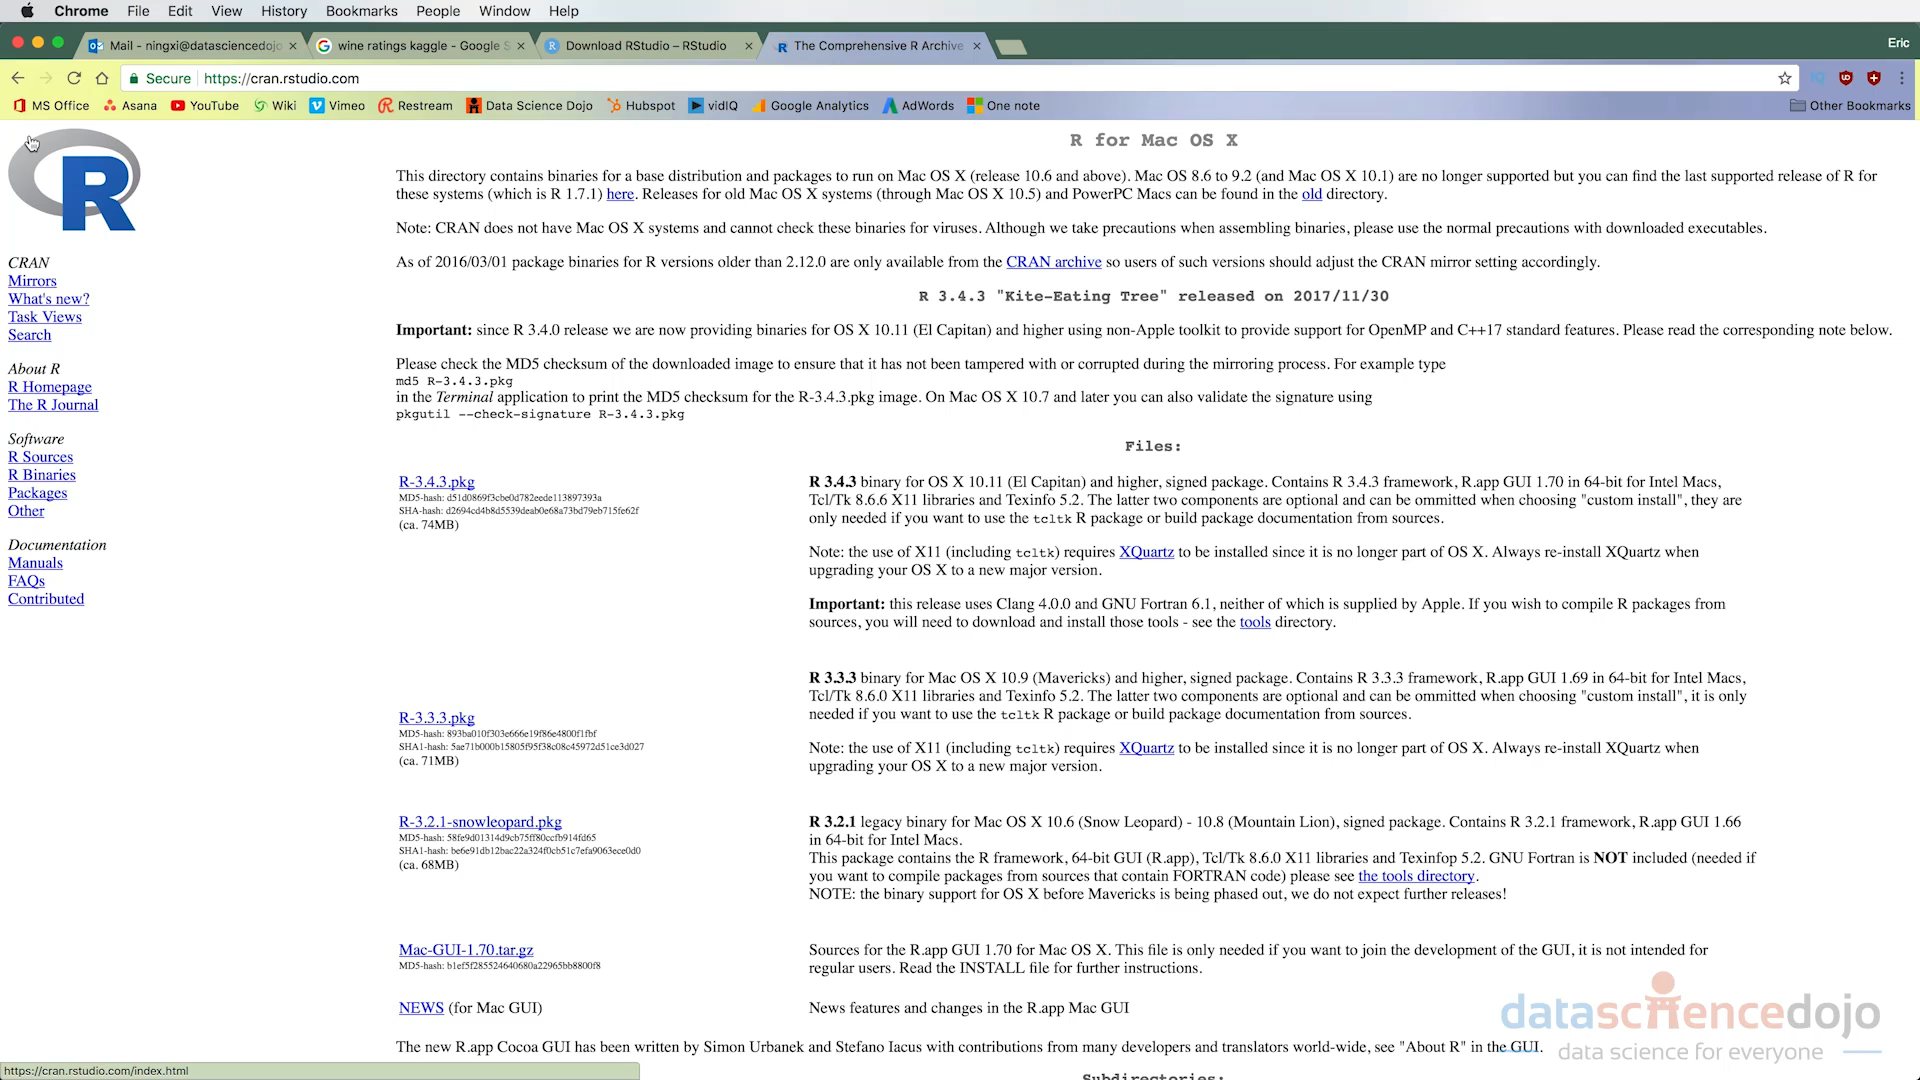 Chrome File Edit View History Bookmarks People Window Help
Mail - ningxi@datasciencedojo
wine ratings kaggle - Google S
Download RStudio – RStudio
The Comprehensive R Archive
Eric
Secure https://cran.rstudio.com
MS Office Asana YouTube Wiki Vimeo Restream Data Science Dojo Hubspot vidIQ Google Analytics AdWords One note Other Bookmarks
R
CRAN
Mirrors
What's new?
Task Views
Search
About R
R Homepage
The R Journal
Software
R Sources
R Binaries
Packages
Other
Documentation
Manuals
FAQs
Contributed
R for Mac OS X
This directory contains binaries for a base distribution and packages to run on Mac OS X (release 10.6 and above). Mac OS 8.6 to 9.2 (and Mac OS X 10.1) are no longer supported but you can find the last supported release of R for
these systems (which is R 1.7.1) here. Releases for old Mac OS X systems (through Mac OS X 10.5) and PowerPC Macs can be found in the old directory.
Note: CRAN does not have Mac OS X systems and cannot check these binaries for viruses. Although we take precautions when assembling binaries, please use the normal precautions with downloaded executables.
As of 2016/03/01 package binaries for R versions older than 2.12.0 are only available from the CRAN archive so users of such versions should adjust the CRAN mirror setting accordingly.
R 3.4.3 "Kite-Eating Tree" released on 2017/11/30
Important: since R 3.4.0 release we are now providing binaries for OS X 10.11 (El Capitan) and higher using non-Apple toolkit to provide support for OpenMP and C++17 standard features. Please read the corresponding note below.
Please check the MD5 checksum of the downloaded image to ensure that it has not been tampered with or corrupted during the mirroring process. For example type
md5 R-3.4.3.pkg
in the Terminal application to print the MD5 checksum for the R-3.4.3.pkg image. On Mac OS X 10.7 and later you can also validate the signature using
pkgutil --check-signature R-3.4.3.pkg
Files:
R-3.4.3.pkg
MD5-hash: d51d0869f3cbe0d782eede113897393a
SHA-hash: d2694cd4b8d5539deab0e68a73bd79eb715fe62f
(ca. 74MB)
R 3.4.3 binary for OS X 10.11 (El Capitan) and higher, signed package. Contains R 3.4.3 framework, R.app GUI 1.70 in 64-bit for Intel Macs,
Tcl/Tk 8.6.6 X11 libraries and Texinfo 5.2. The latter two components are optional and can be ommitted when choosing "custom install", they are
only needed if you want to use the tcltk R package or build package documentation from sources.
Note: the use of X11 (including tcltk) requires XQuartz to be installed since it is no longer part of OS X. Always re-install XQuartz when
upgrading your OS X to a new major version.
Important: this release uses Clang 4.0.0 and GNU Fortran 6.1, neither of which is supplied by Apple. If you wish to compile R packages from
sources, you will need to download and install those tools - see the tools directory.
R-3.3.3.pkg
MD5-hash: 893ba010f303e666e19f86e4800f1fbf
SHA1-hash: 5ae71b000b15805f95f38c08c45972d51ce3d027
(ca. 71MB)
R 3.3.3 binary for Mac OS X 10.9 (Mavericks) and higher, signed package. Contains R 3.3.3 framework, R.app GUI 1.69 in 64-bit for Intel Macs,
Tcl/Tk 8.6.0 X11 libraries and Texinfo 5.2. The latter two components are optional and can be ommitted when choosing "custom install", it is only
needed if you want to use the tcltk R package or build package documentation from sources.
Note: the use of X11 (including tcltk) requires XQuartz to be installed since it is no longer part of OS X. Always re-install XQuartz when
upgrading your OS X to a new major version.
R-3.2.1-snowleopard.pkg
MD5-hash: 58fe9d01314d9cb75ff80ccfb914fd65
SHA1-hash: be6e91db12bac22a324f0cb51c7efa9063ece0d0
(ca. 68MB)
R 3.2.1 legacy binary for Mac OS X 10.6 (Snow Leopard) - 10.8 (Mountain Lion), signed package. Contains R 3.2.1 framework, R.app GUI 1.66
in 64-bit for Intel Macs.
This package contains the R framework, 64-bit GUI (R.app), Tcl/Tk 8.6.0 X11 libraries and Texinfop 5.2. GNU Fortran is NOT included (needed if
you want to compile packages from sources that contain FORTRAN code) please see the tools directory.
NOTE: the binary support for OS X before Mavericks is being phased out, we do not expect further releases!
Mac-GUI-1.70.tar.gz
MD5-hash: b1ef5f285524640680a22965bb8800f8
Sources for the R.app GUI 1.70 for Mac OS X. This file is only needed if you want to join the development of the GUI, it is not intended for
regular users. Read the INSTALL file for further instructions.
NEWS (for Mac GUI)
News features and changes in the R.app Mac GUI
The new R.app Cocoa GUI has been written by Simon Urbanek and Stefano Iacus with contributions from many developers and translators world-wide, see "About R" in the GUI.
Subdirectories:
https://cran.rstudio.com/index.html
datasciencedojo
data science for everyone